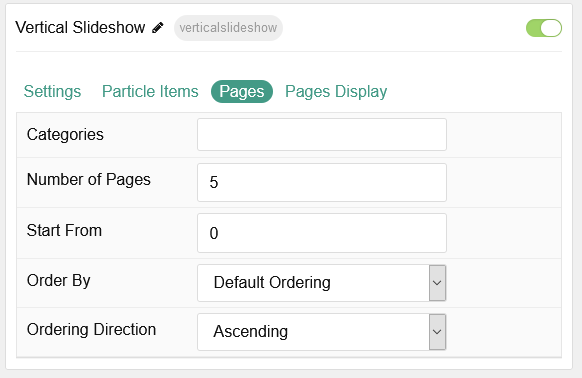 Vertical Slideshow verticalslideshow
Settings Particle Items Pages Pages Display
Categories
Number of Pages 5
Start From 0
Order By Default Ordering
Ordering Direction Ascending